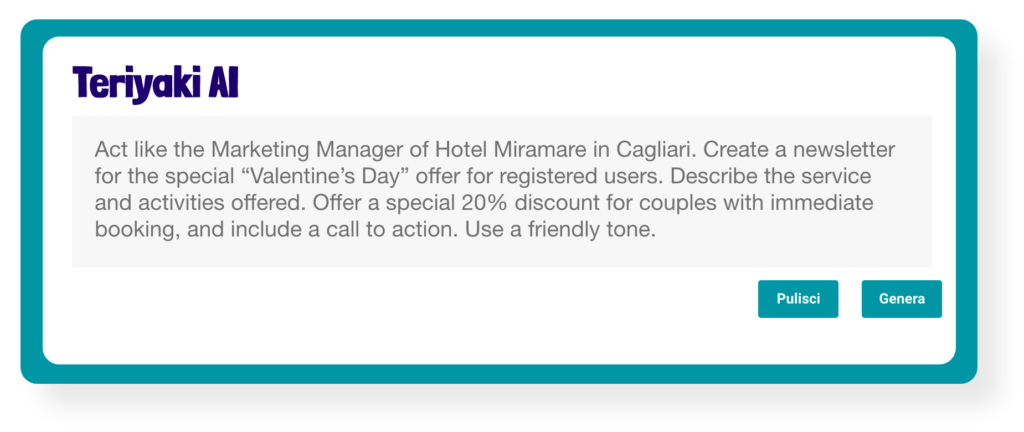 Teriyaki AI
Act like the Marketing Manager of Hotel Miramare in Cagliari. Create a newsletter
for the special “Valentine’s Day” offer for registered users. Describe the service
and activities offered. Offer a special 20% discount for couples with immediate
booking, and include a call to action. Use a friendly tone.
Pulisci
Genera